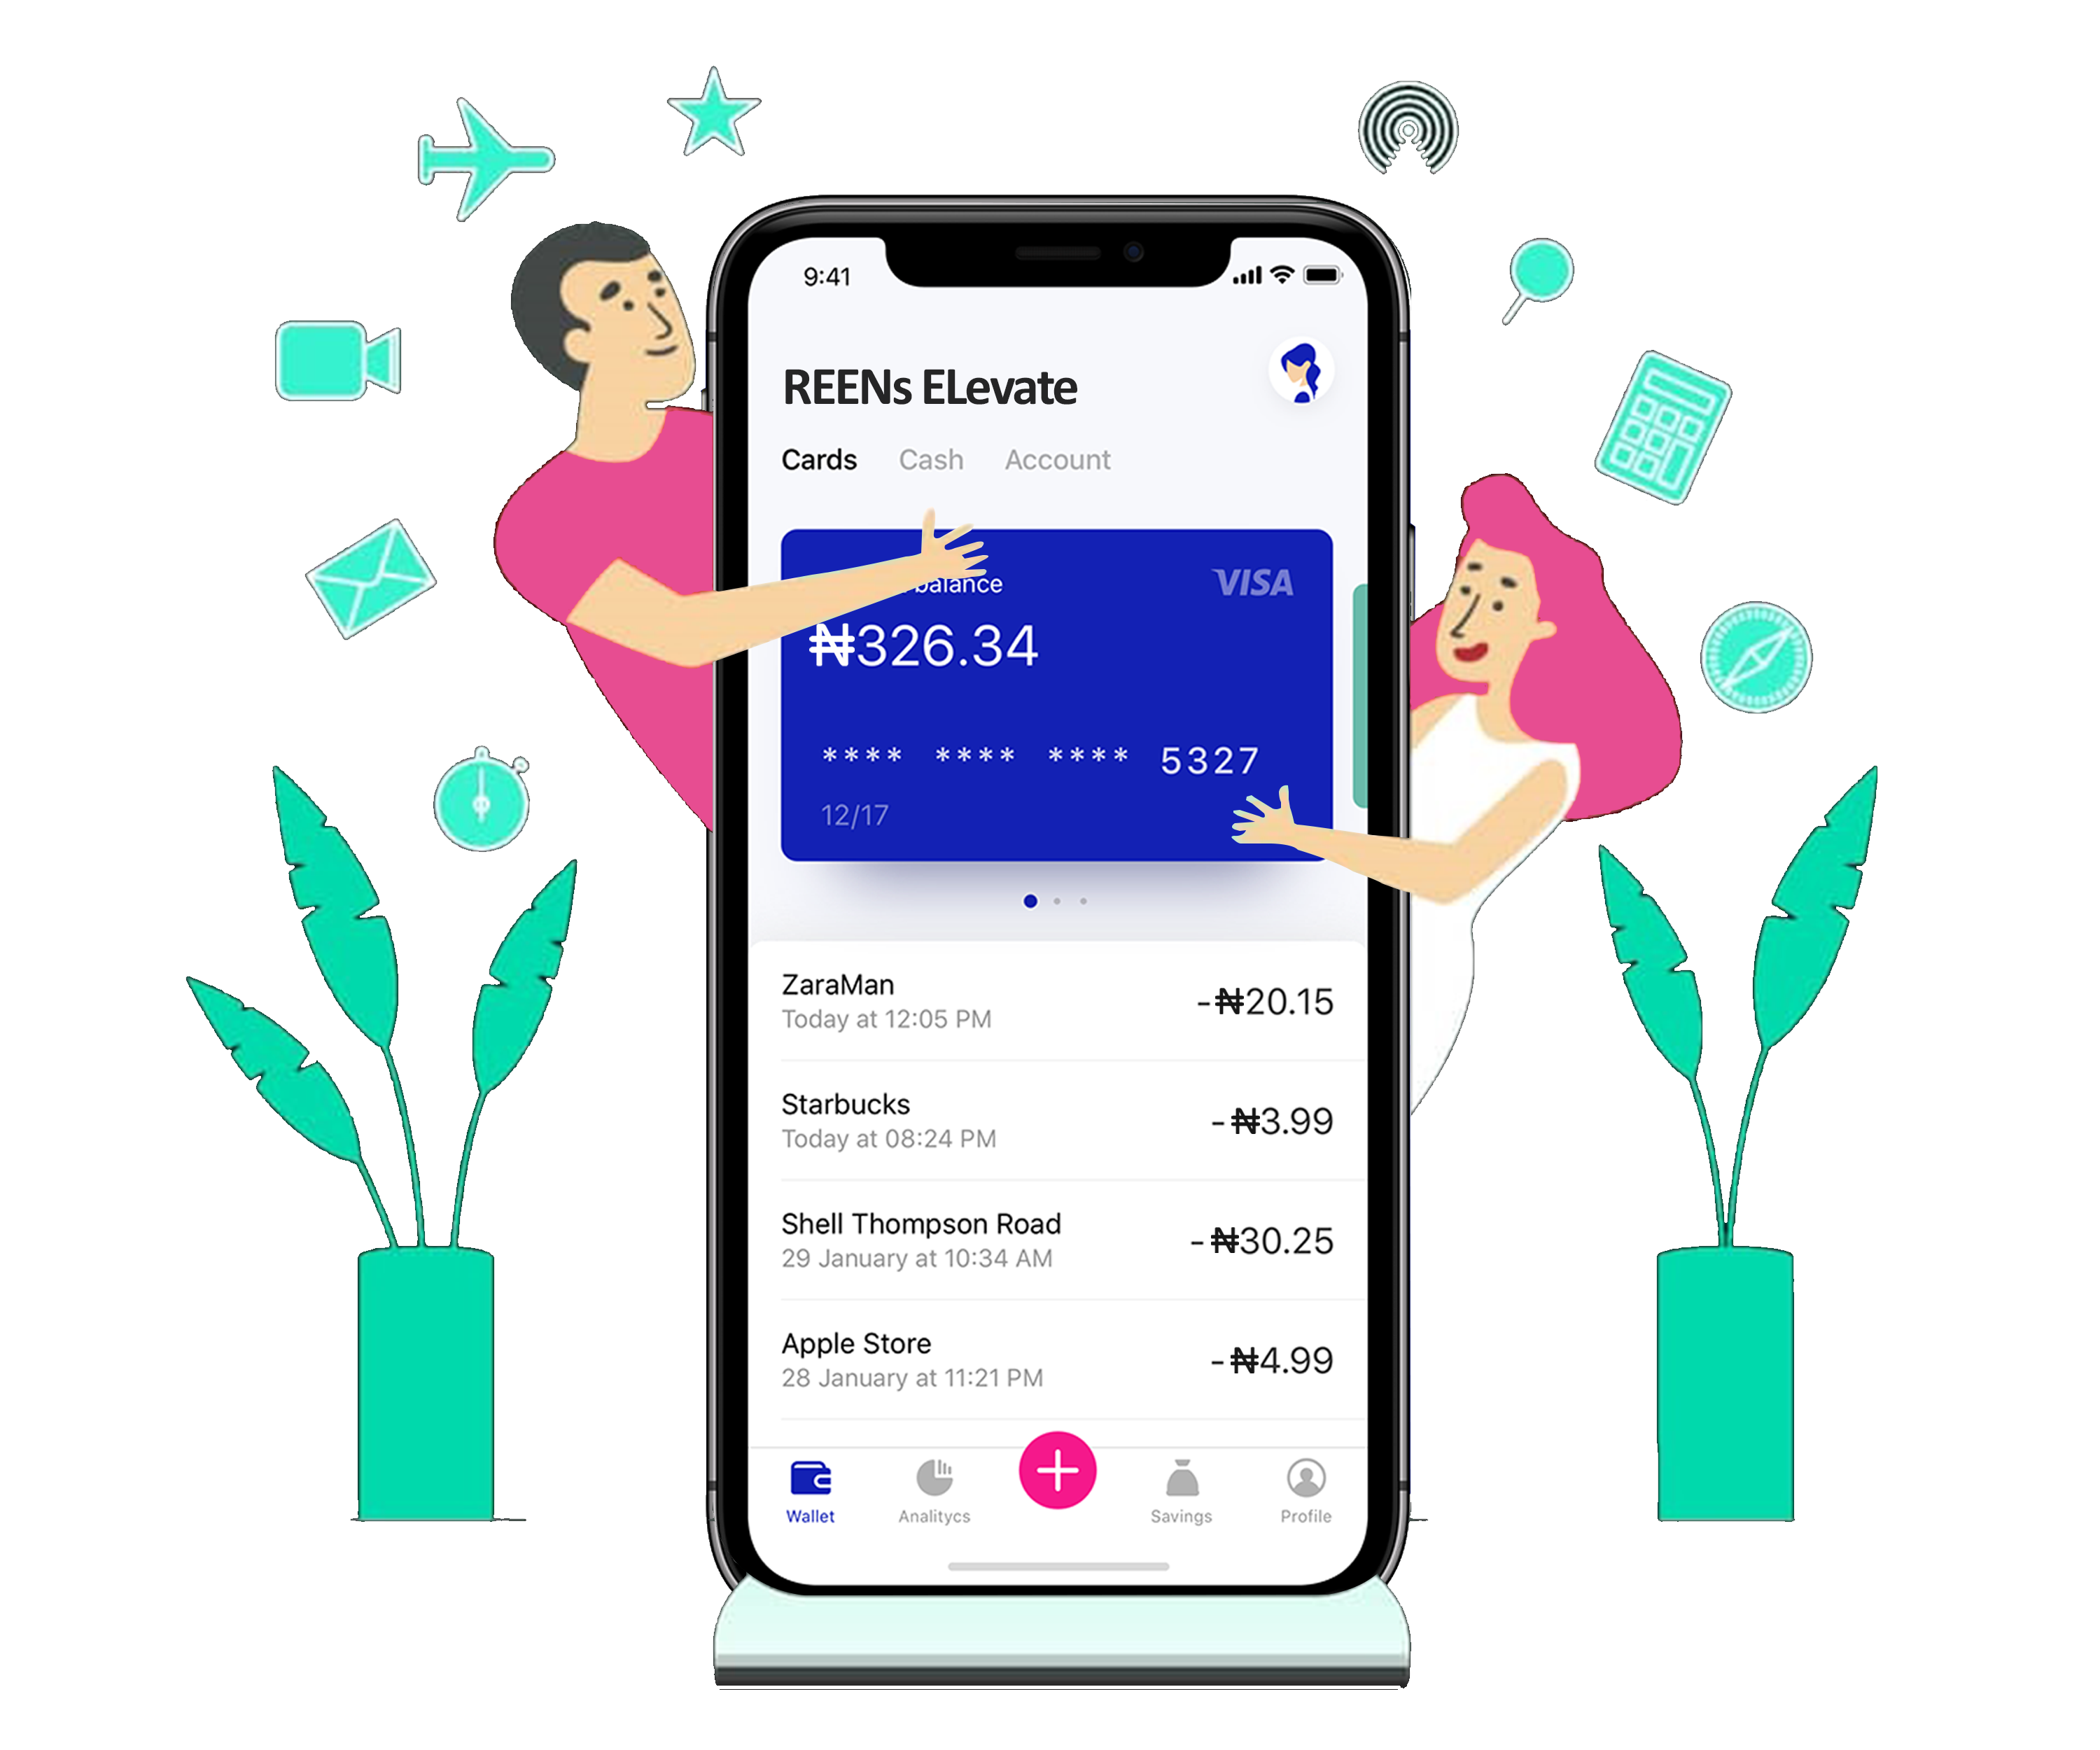 9:41
REENs ELevate
Cards Cash Account
balance
VISA
₦326.34
**** **** **** 5327
12/17
ZaraMan
-₦20.15
Today at 12:05 PM
Starbucks
-₦3.99
Today at 08:24 PM
Shell Thompson Road
-₦30.25
29 January at 10:34 AM
Apple Store
-₦4.99
28 January at 11:21 PM
Wallet Analitycs Savings Profile